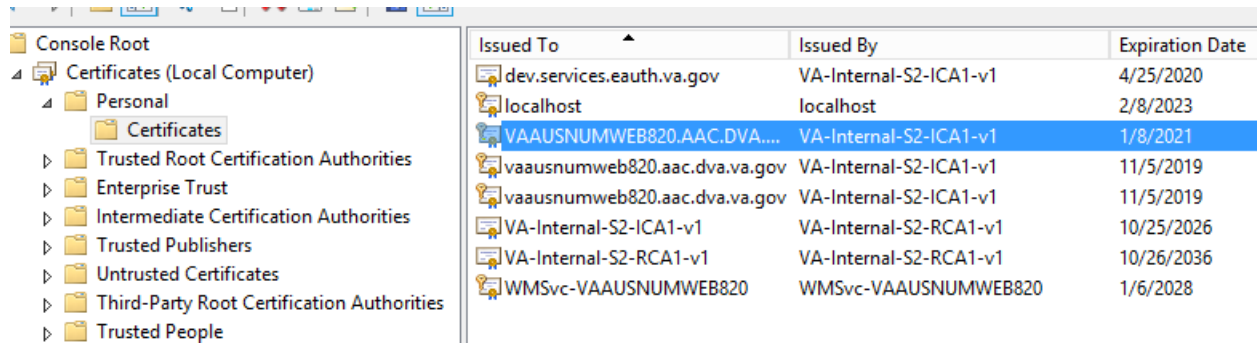 Console Root
Certificates (Local Computer)
Personal
Certificates
Trusted Root Certification Authorities
Enterprise Trust
Intermediate Certification Authorities
Trusted Publishers
Untrusted Certificates
Third-Party Root Certification Authorities
Trusted People
Issued To Issued By Expiration Date
dev.services.eauth.va.gov VA-Internal-S2-ICA1-v1 4/25/2020
localhost localhost 2/8/2023
VAAUSNUMWEB820.AAC.DVA.... VA-Internal-S2-ICA1-v1 1/8/2021
vaausnumweb820.aac.dva.va.gov VA-Internal-S2-ICA1-v1 11/5/2019
vaausnumweb820.aac.dva.va.gov VA-Internal-S2-ICA1-v1 11/5/2019
VA-Internal-S2-ICA1-v1 VA-Internal-S2-RCA1-v1 10/25/2026
VA-Internal-S2-RCA1-v1 VA-Internal-S2-RCA1-v1 10/26/2036
WMSvc-VAAUSNUMWEB820 WMSvc-VAAUSNUMWEB820 1/6/2028